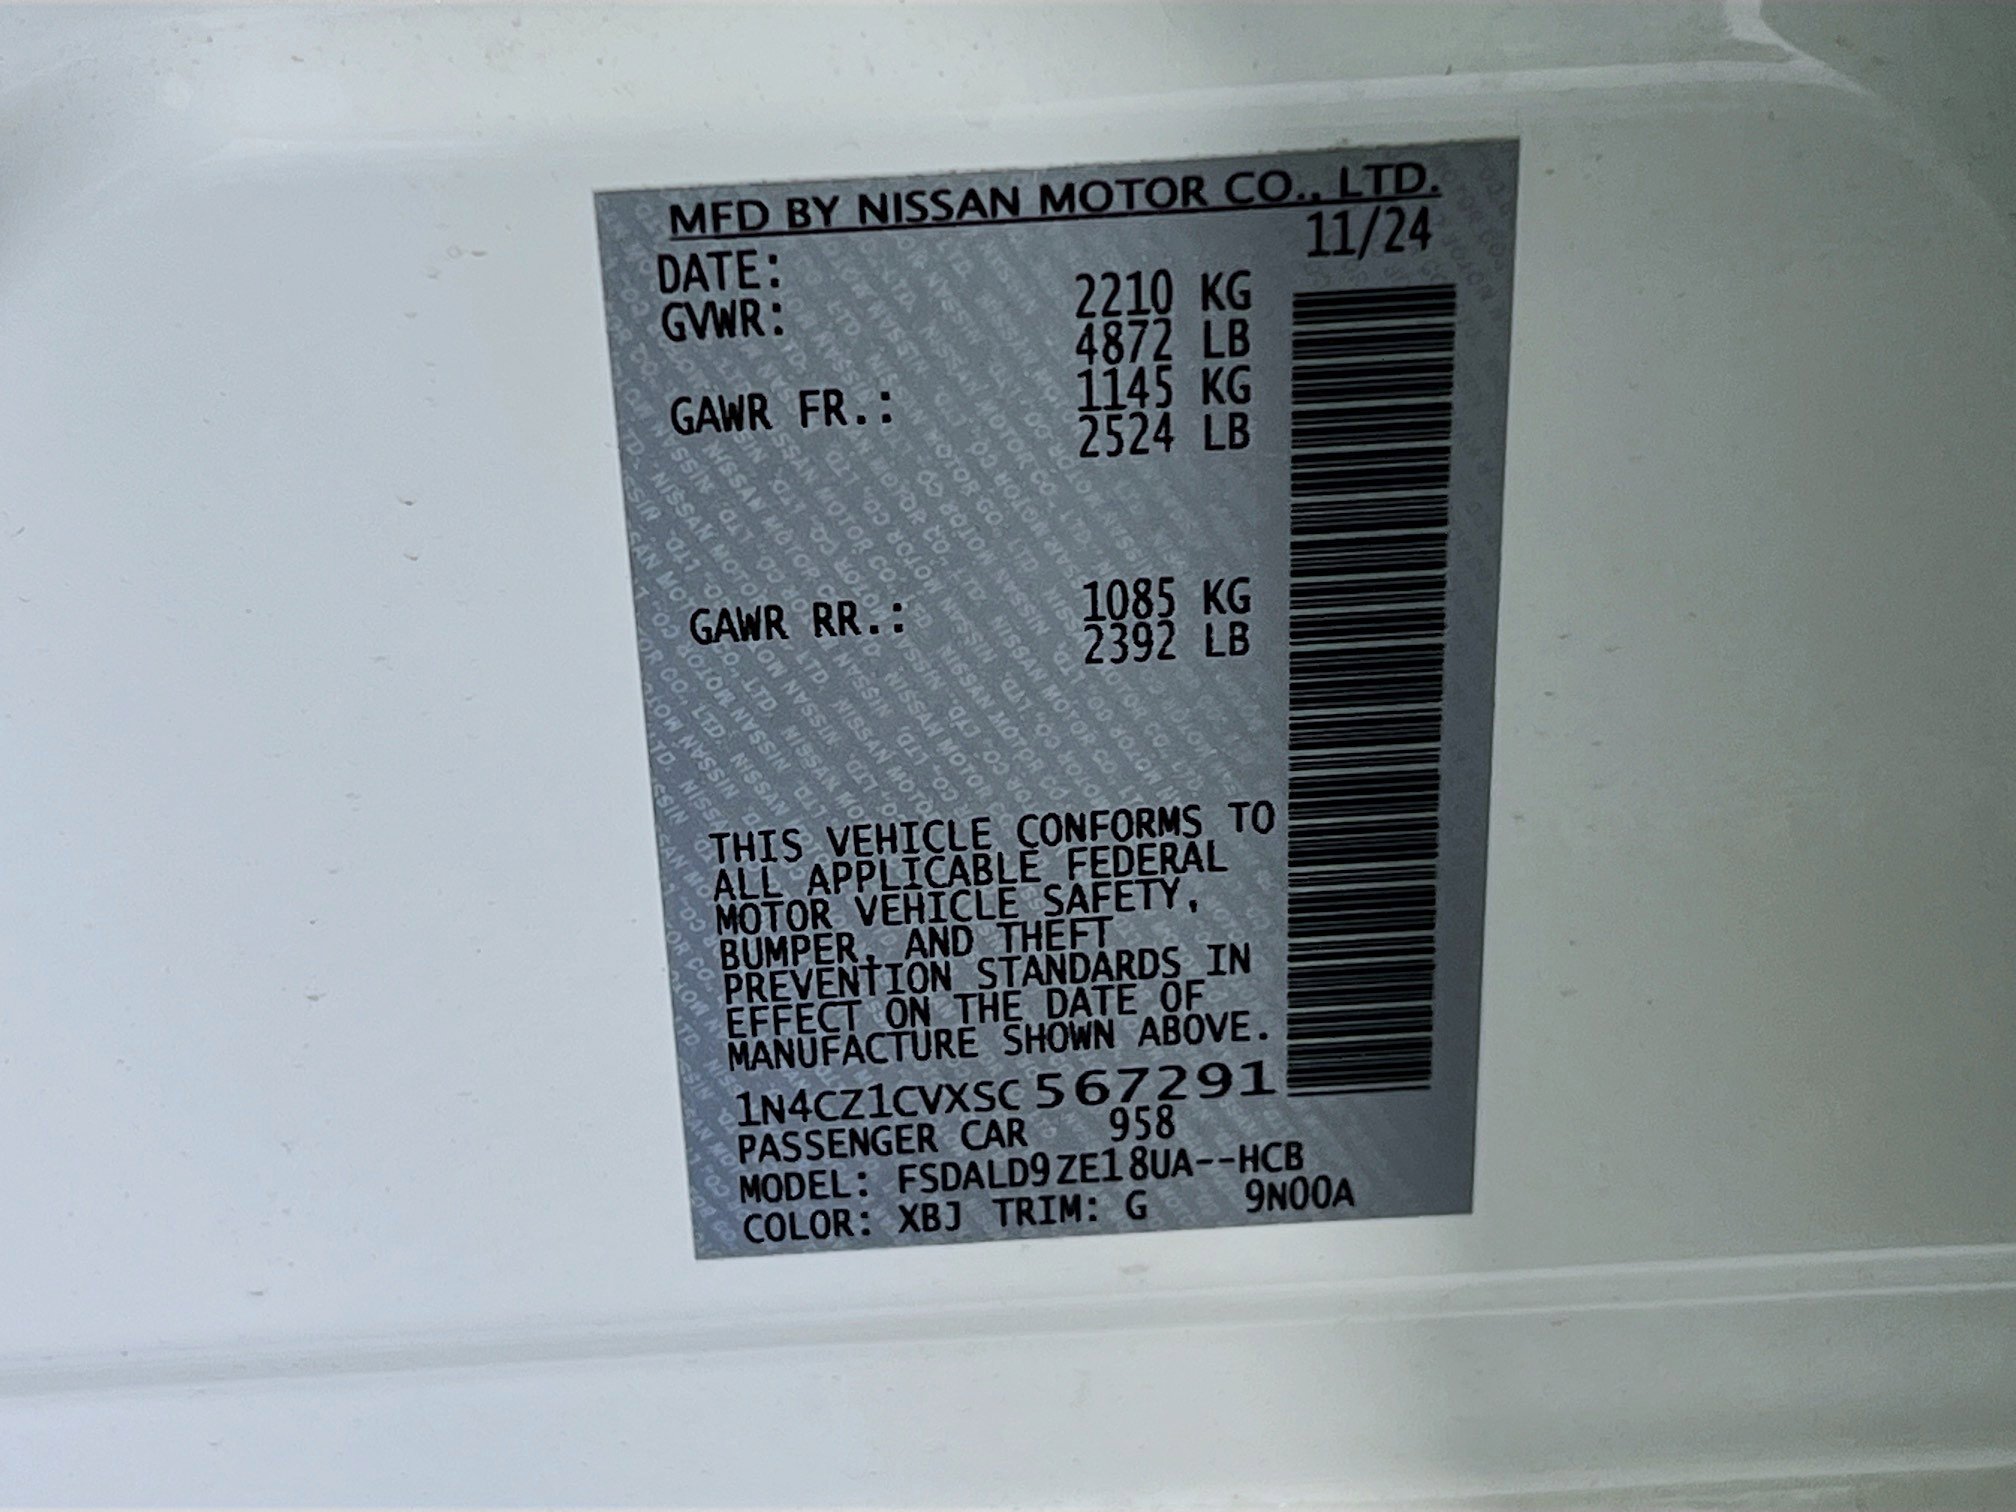 MFD BY NISSAN MOTOR CO., LTD.
DATE: 11/24
GVWR: 2210 KG
4872 LB
GAWR FR.: 1145 KG
2524 LB
GAWR RR.: 1085 KG
2392 LB
THIS VEHICLE CONFORMS TO
ALL APPLICABLE FEDERAL
MOTOR VEHICLE SAFETY,
BUMPER, AND THEFT
PREVENTION STANDARDS IN
EFFECT ON THE DATE OF
MANUFACTURE SHOWN ABOVE.
1N4CZ1CVXSC567291
PASSENGER CAR 958
MODEL: FSDALD9ZE18UA--HCB
COLOR: XBJ TRIM: G 9N00A